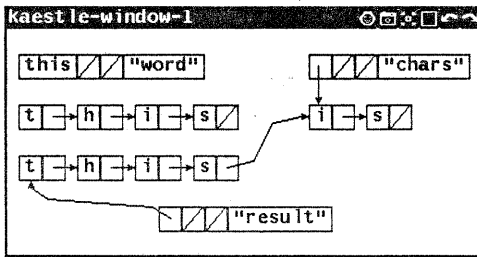 Kaestle-window-1
this "word" "chars"
t h i s i s
t h i s
"result"